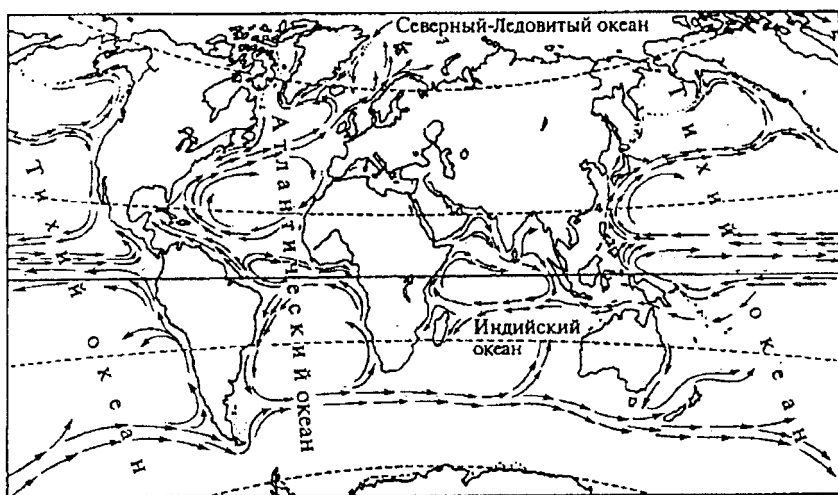 Северный-Ледовитый океан
Тихий океан
Атлантический океан
Тихий океан
Индийский
океан